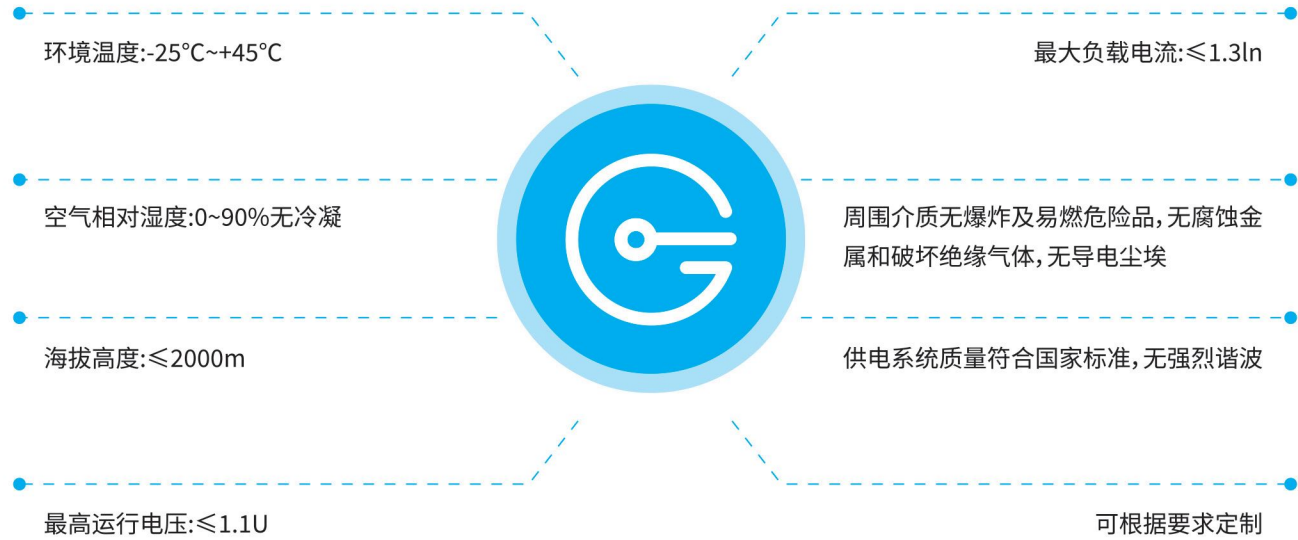 环境温度:-25℃~+45℃
空气相对湿度:0~90%无冷凝
海拔高度:≤2000m
最高运行电压:≤1.1U
最大负载电流:≤1.3ln
周围介质无爆炸及易燃危险品,无腐蚀金
属和破坏绝缘气体,无导电尘埃
供电系统质量符合国家标准,无强烈谐波
可根据要求定制